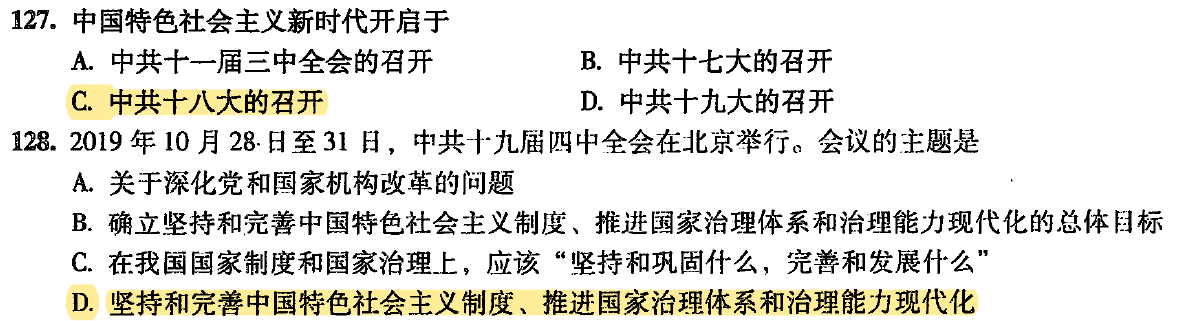 127. 中国特色社会主义新时代开启于
A. 中共十一届三中全会的召开 B. 中共十七大的召开
C. 中共十八大的召开 D. 中共十九大的召开
128. 2019 年 10 月 28 日至 31 日，中共十九届四中全会在北京举行。会议的主题是
A. 关于深化党和国家机构改革的问题
B. 确立坚持和完善中国特色社会主义制度、推进国家治理体系和治理能力现代化的总体目标
C. 在我国国家制度和国家治理上，应该“坚持和巩固什么，完善和发展什么”
D. 坚持和完善中国特色社会主义制度、推进国家治理体系和治理能力现代化